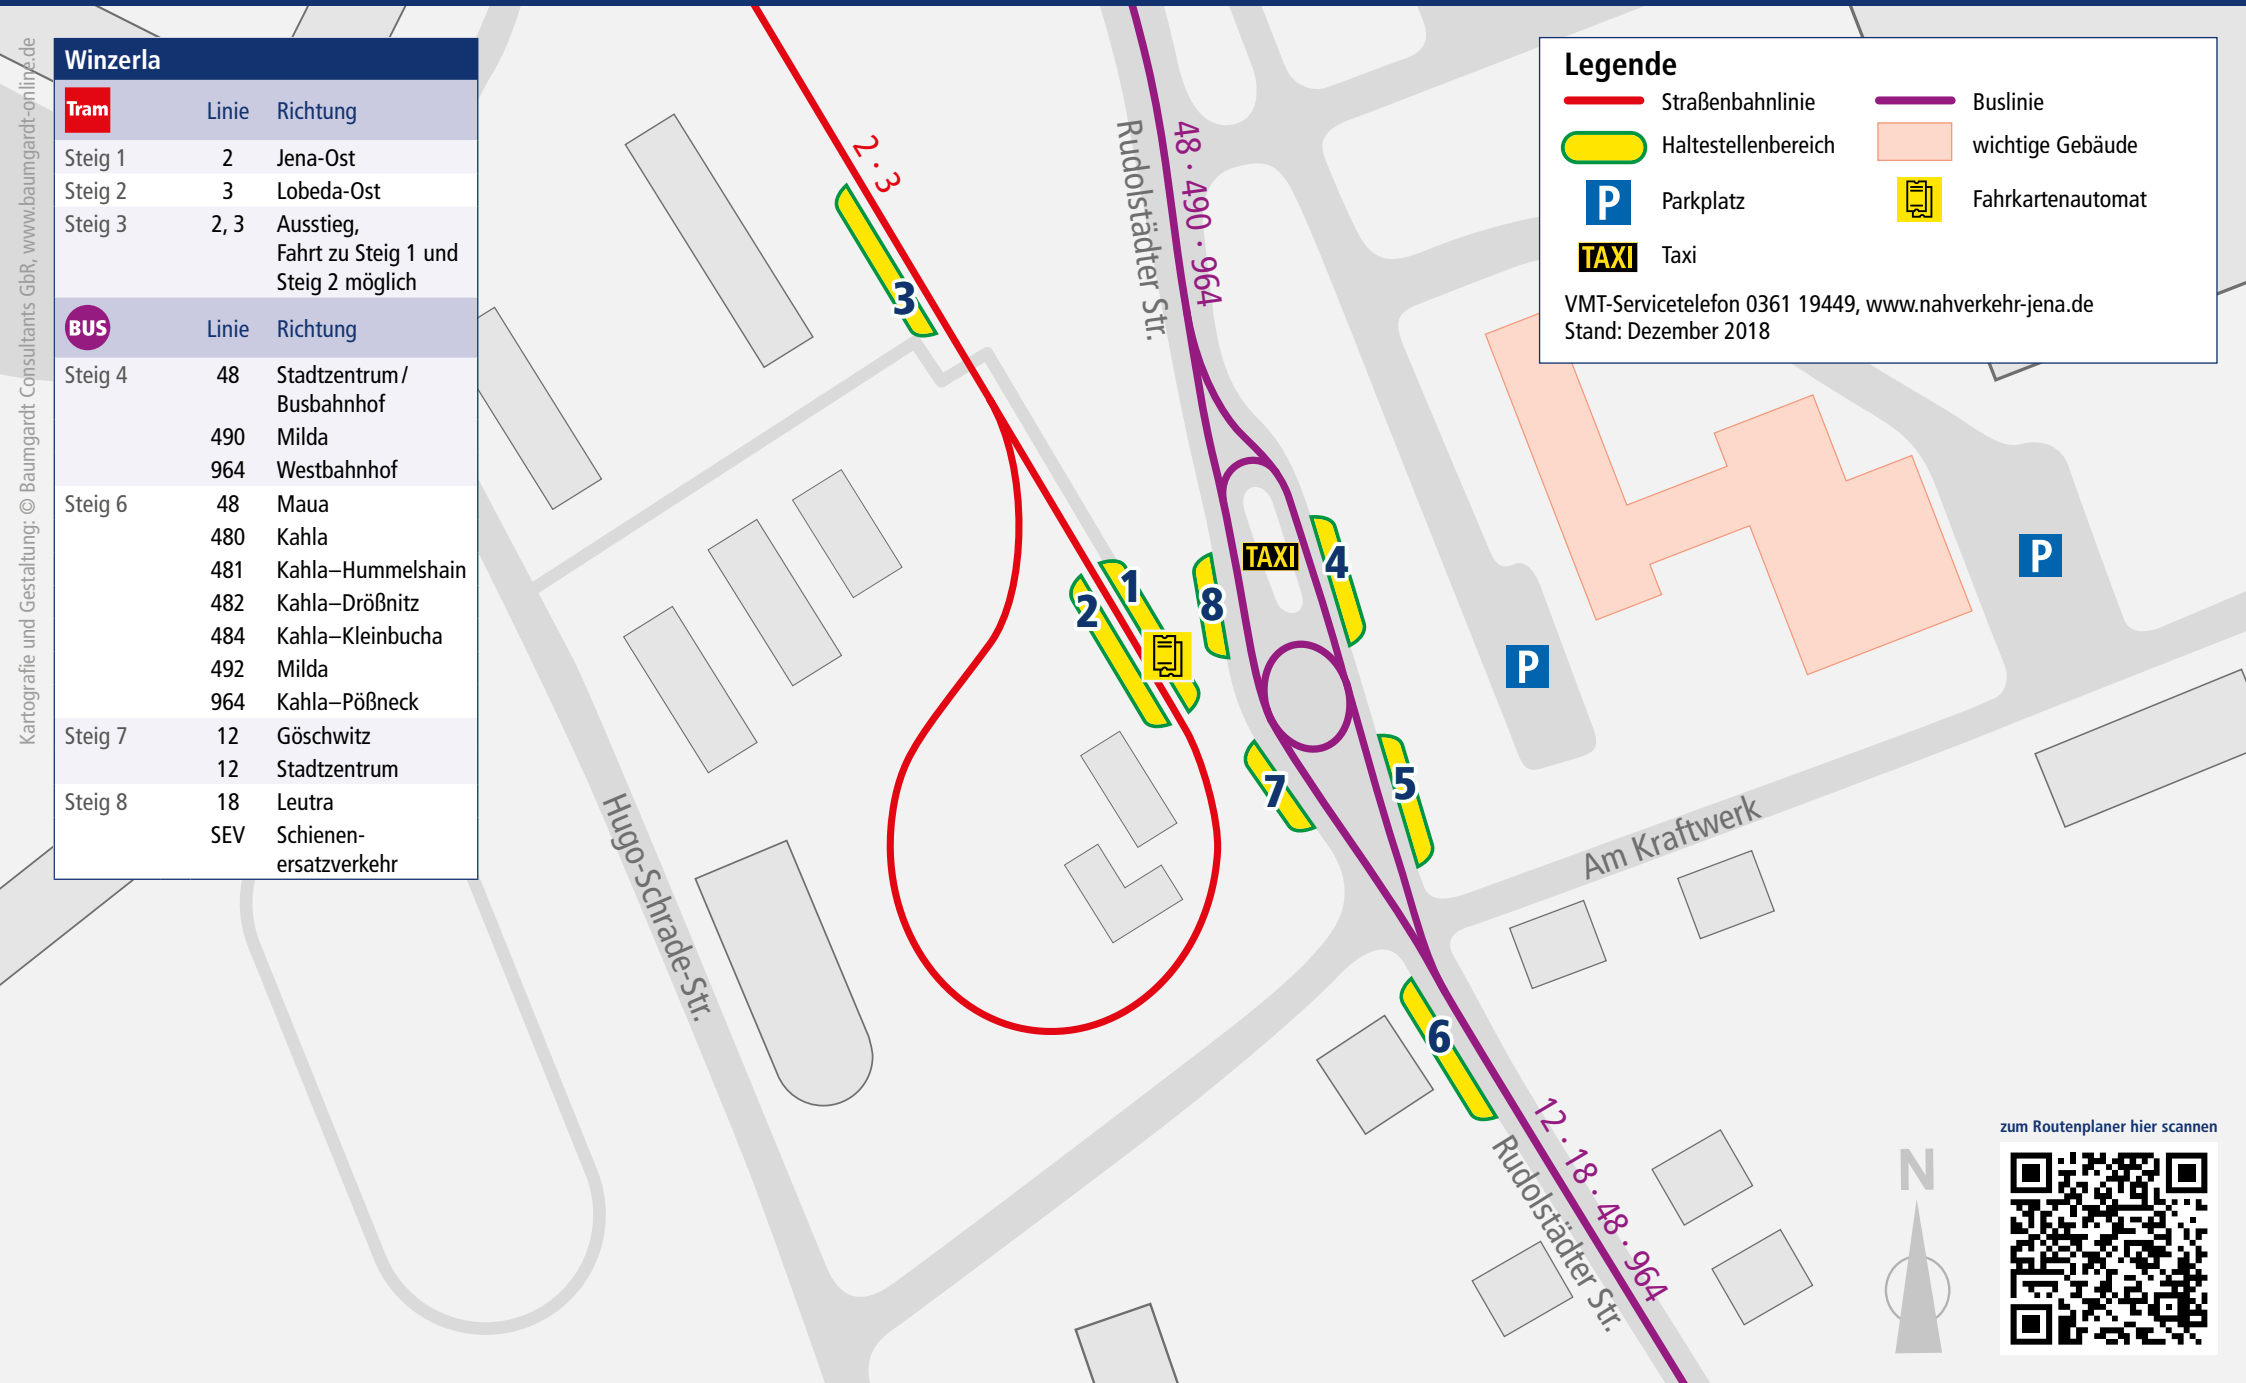 Kartografie und Gestaltung: © Baumgardt Consultants GbR, www.baumgardt-online.de
Winzerla
Tram Linie Richtung
Steig 1 2 Jena-Ost
Steig 2 3 Lobeda-Ost
Steig 3 2, 3 Ausstieg,
Fahrt zu Steig 1 und
Steig 2 möglich
BUS Linie Richtung
Steig 4 48 Stadtzentrum/
Busbahnhof
490 Milda
964 Westbahnhof
Steig 6 48 Maua
480 Kahla
481 Kahla–Hummelshain
482 Kahla–Drößnitz
484 Kahla–Kleinbucha
492 Milda
964 Kahla–Pößneck
Steig 7 12 Göschwitz
12 Stadtzentrum
Steig 8 18 Leutra
SEV Schienen-
ersatzverkehr
2 · 3
3
Rudolstädter Str.
48 · 490 · 964
1
2
8
TAXI
4
7
5
6
P
P
Hugo-Schrade-Str.
Am Kraftwerk
Rudolstädter Str.
12 · 18 · 48 · 964
Legende
Straßenbahnlinie
Buslinie
Haltestellenbereich
wichtige Gebäude
P Parkplatz
Fahrkartenautomat
TAXI Taxi
VMT-Servicetelefon 0361 19449, www.nahverkehr-jena.de
Stand: Dezember 2018
N
zum Routenplaner hier scannen